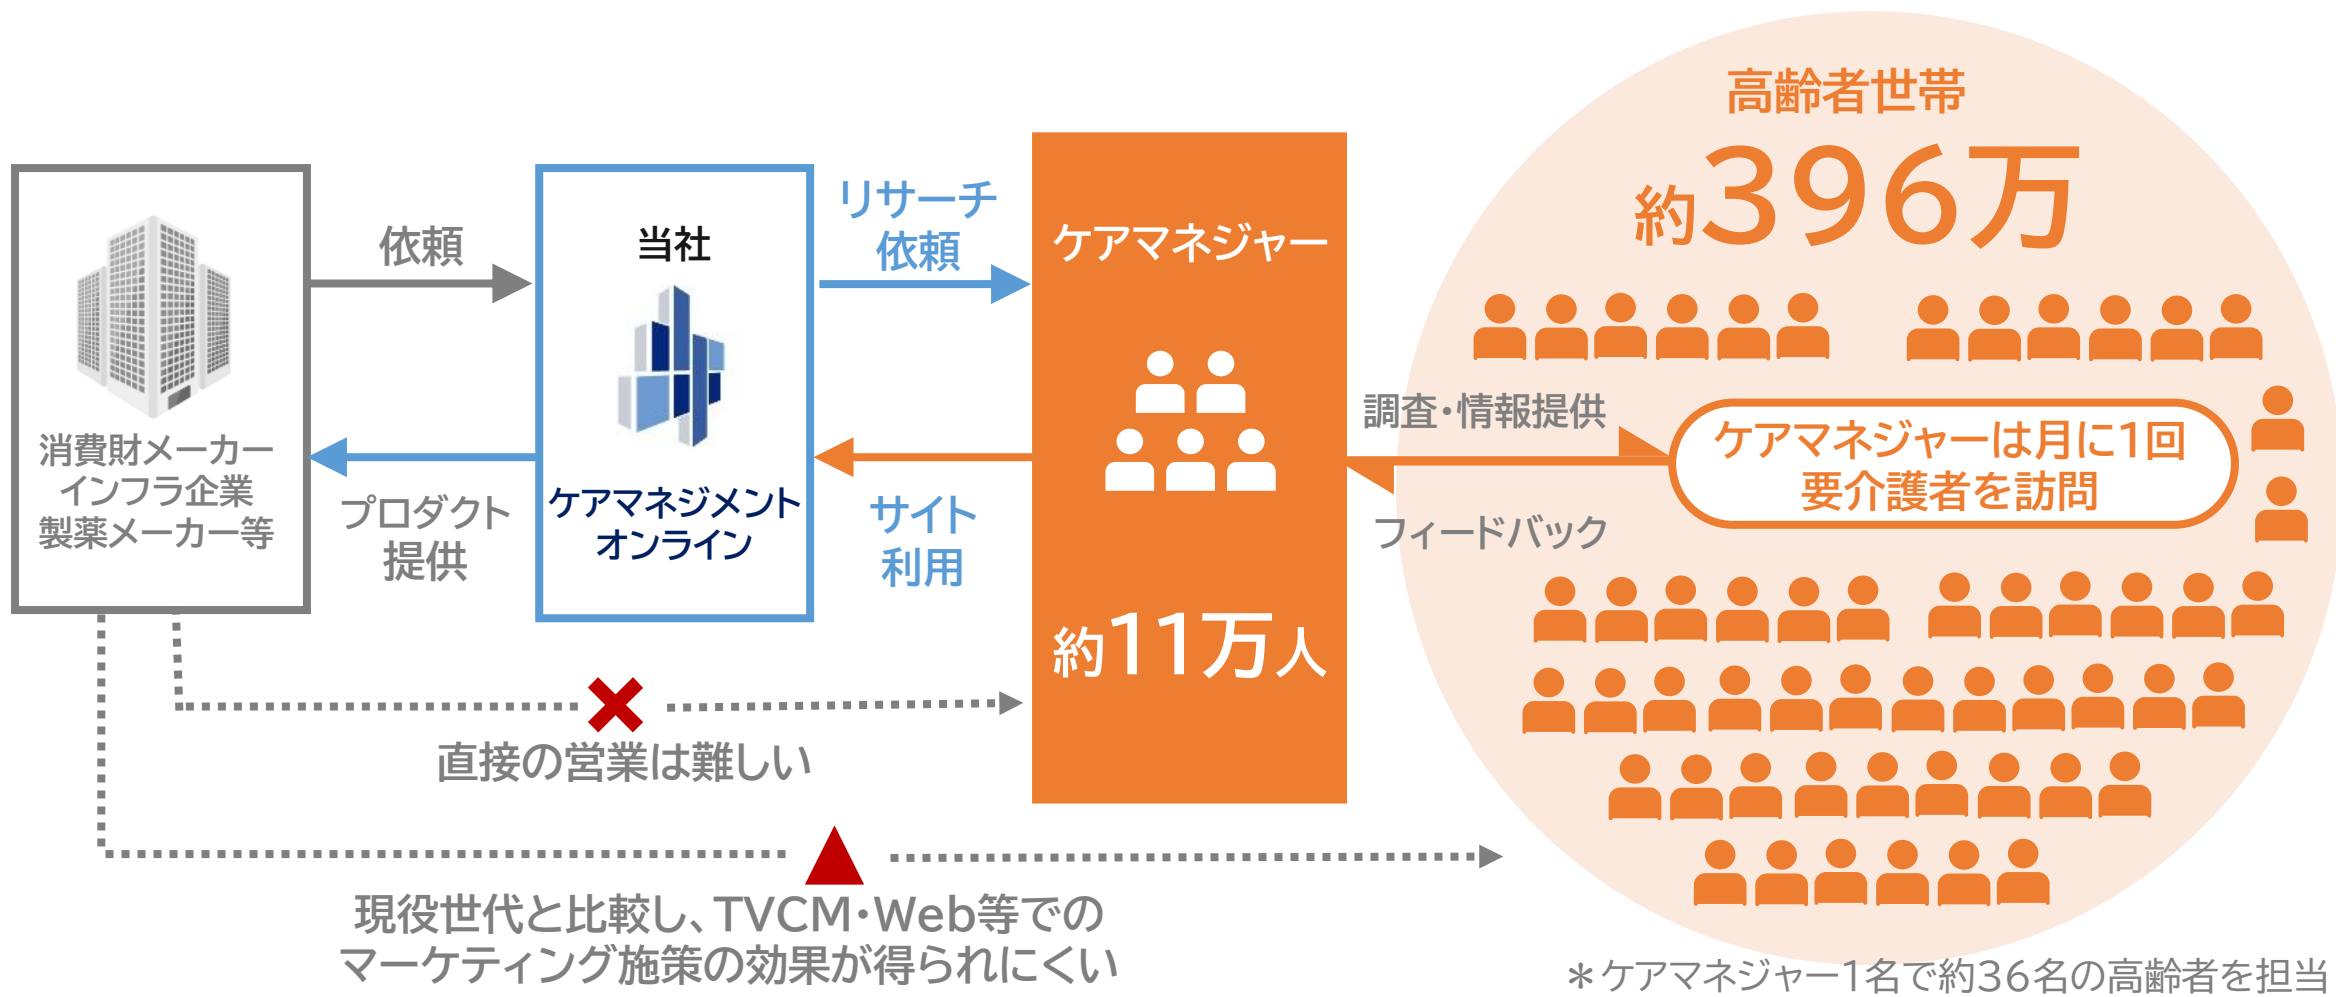 消費財メーカー
インフラ企業
製薬メーカー等
依頼
プロダクト
提供
当社
ケアマネジメント
オンライン
リサーチ
依頼
サイト
利用
ケアマネジャー
約11万人
調査・情報提供
フィードバック
高齢者世帯
約396万
ケアマネジャーは月に1回
要介護者を訪問
直接の営業は難しい
現役世代と比較し、TVCM・Web等での
マーケティング施策の効果が得られにくい
＊ケアマネジャー1名で約36名の高齢者を担当